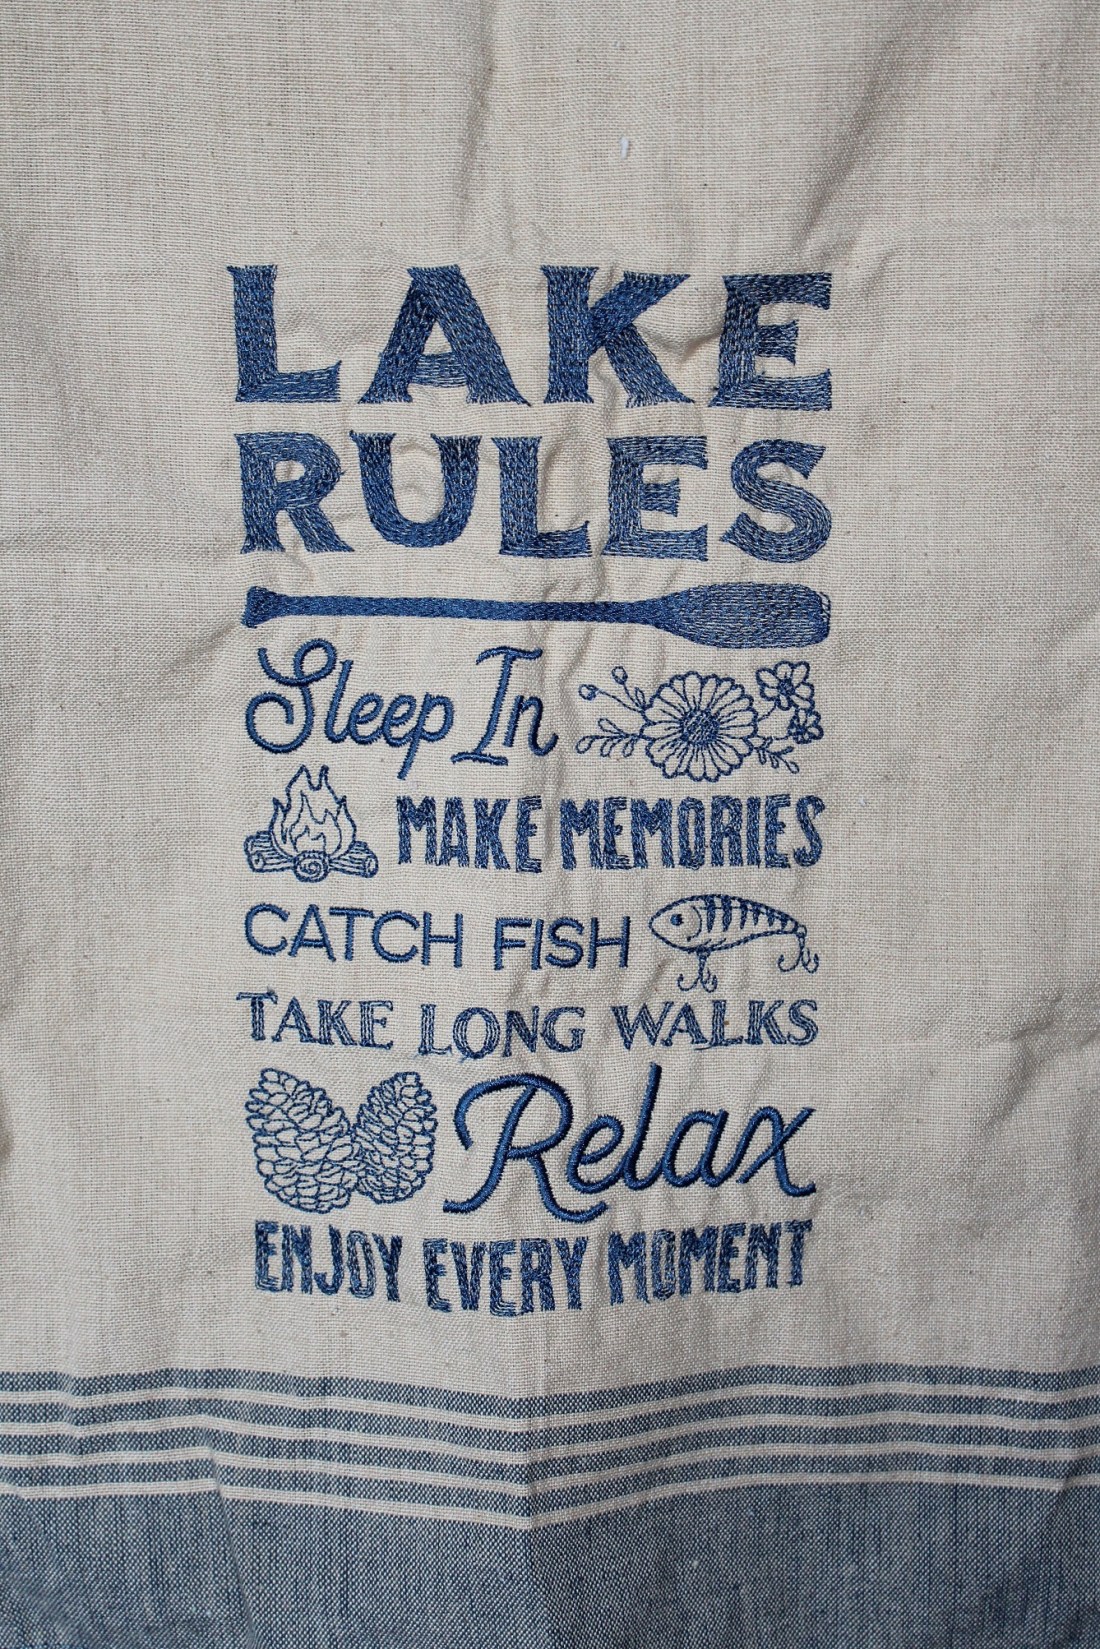 LAKE
RULES
Sleep In
MAKE MEMORIES
CATCH FISH
TAKE LONG WALKS
Relax
ENJOY EVERY MOMENT